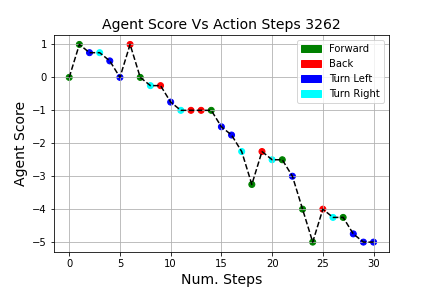 Agent Score Vs Action Steps 3262
Agent Score
1
0
−1
−2
−3
−4
−5
Forward
Back
Turn Left
Turn Right
0 5 10 15 20 25 30
Num. Steps